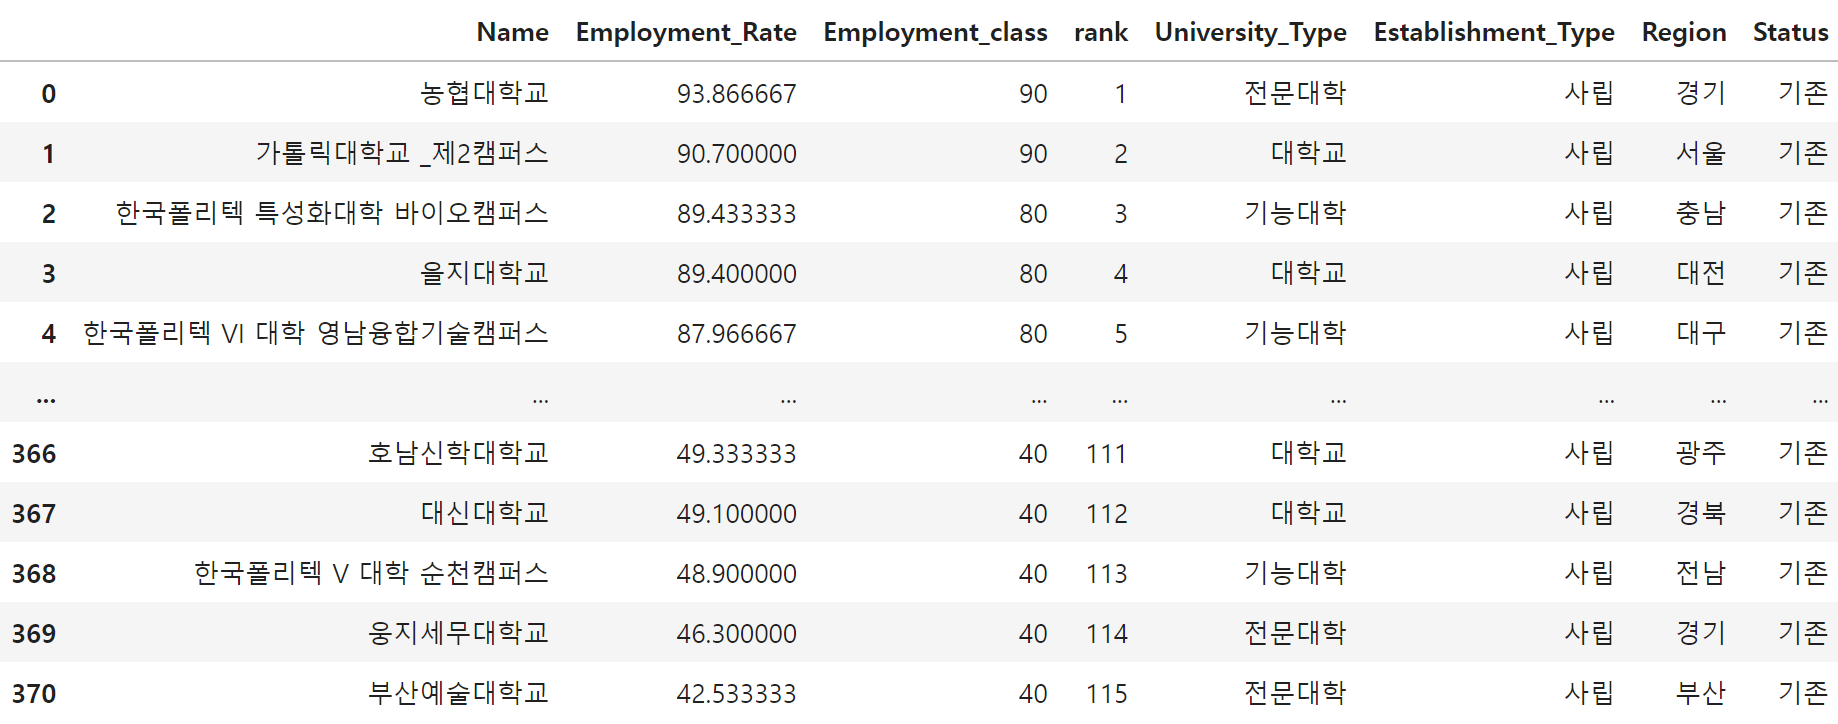 Name Employment_Rate Employment_class rank University_Type Establishment_Type Region Status
0 농협대학교 93.866667 90 1 전문대학 사립 경기 기존
1 가톨릭대학교 _제2캠퍼스 90.700000 90 2 대학교 사립 서울 기존
2 한국폴리텍 특성화대학 바이오캠퍼스 89.433333 80 3 기능대학 사립 충남 기존
3 을지대학교 89.400000 80 4 대학교 사립 대전 기존
4 한국폴리텍 VI 대학 영남융합기술캠퍼스 87.966667 80 5 기능대학 사립 대구 기존
... ... ... ... ... ... ... ... ...
366 호남신학대학교 49.333333 40 111 대학교 사립 광주 기존
367 대신대학교 49.100000 40 112 대학교 사립 경북 기존
368 한국폴리텍 V 대학 순천캠퍼스 48.900000 40 113 기능대학 사립 전남 기존
369 웅지세무대학교 46.300000 40 114 전문대학 사립 경기 기존
370 부산예술대학교 42.533333 40 115 전문대학 사립 부산 기존